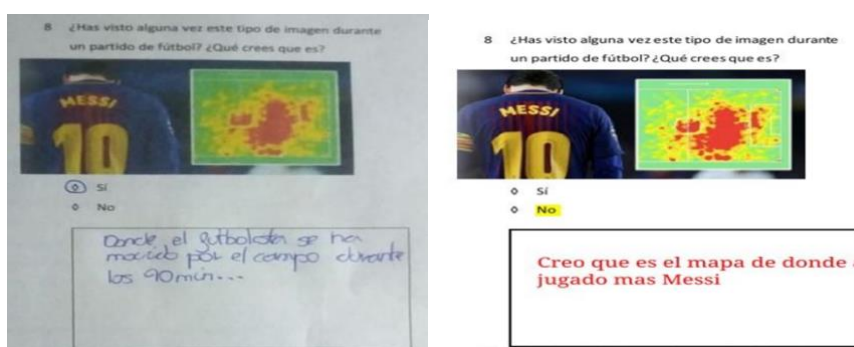 8 ¿Has visto alguna vez este tipo de imagen durante
un partido de fútbol? ¿Qué crees que es?
MESSI
10
Sí
No
Donde el futbolista se ha
movido por el campo durante
los 90 min...
8 ¿Has visto alguna vez este tipo de imagen durante
un partido de fútbol? ¿Qué crees que es?
MESSI
10
Sí
No
Creo que es el mapa de donde
jugado mas Messi